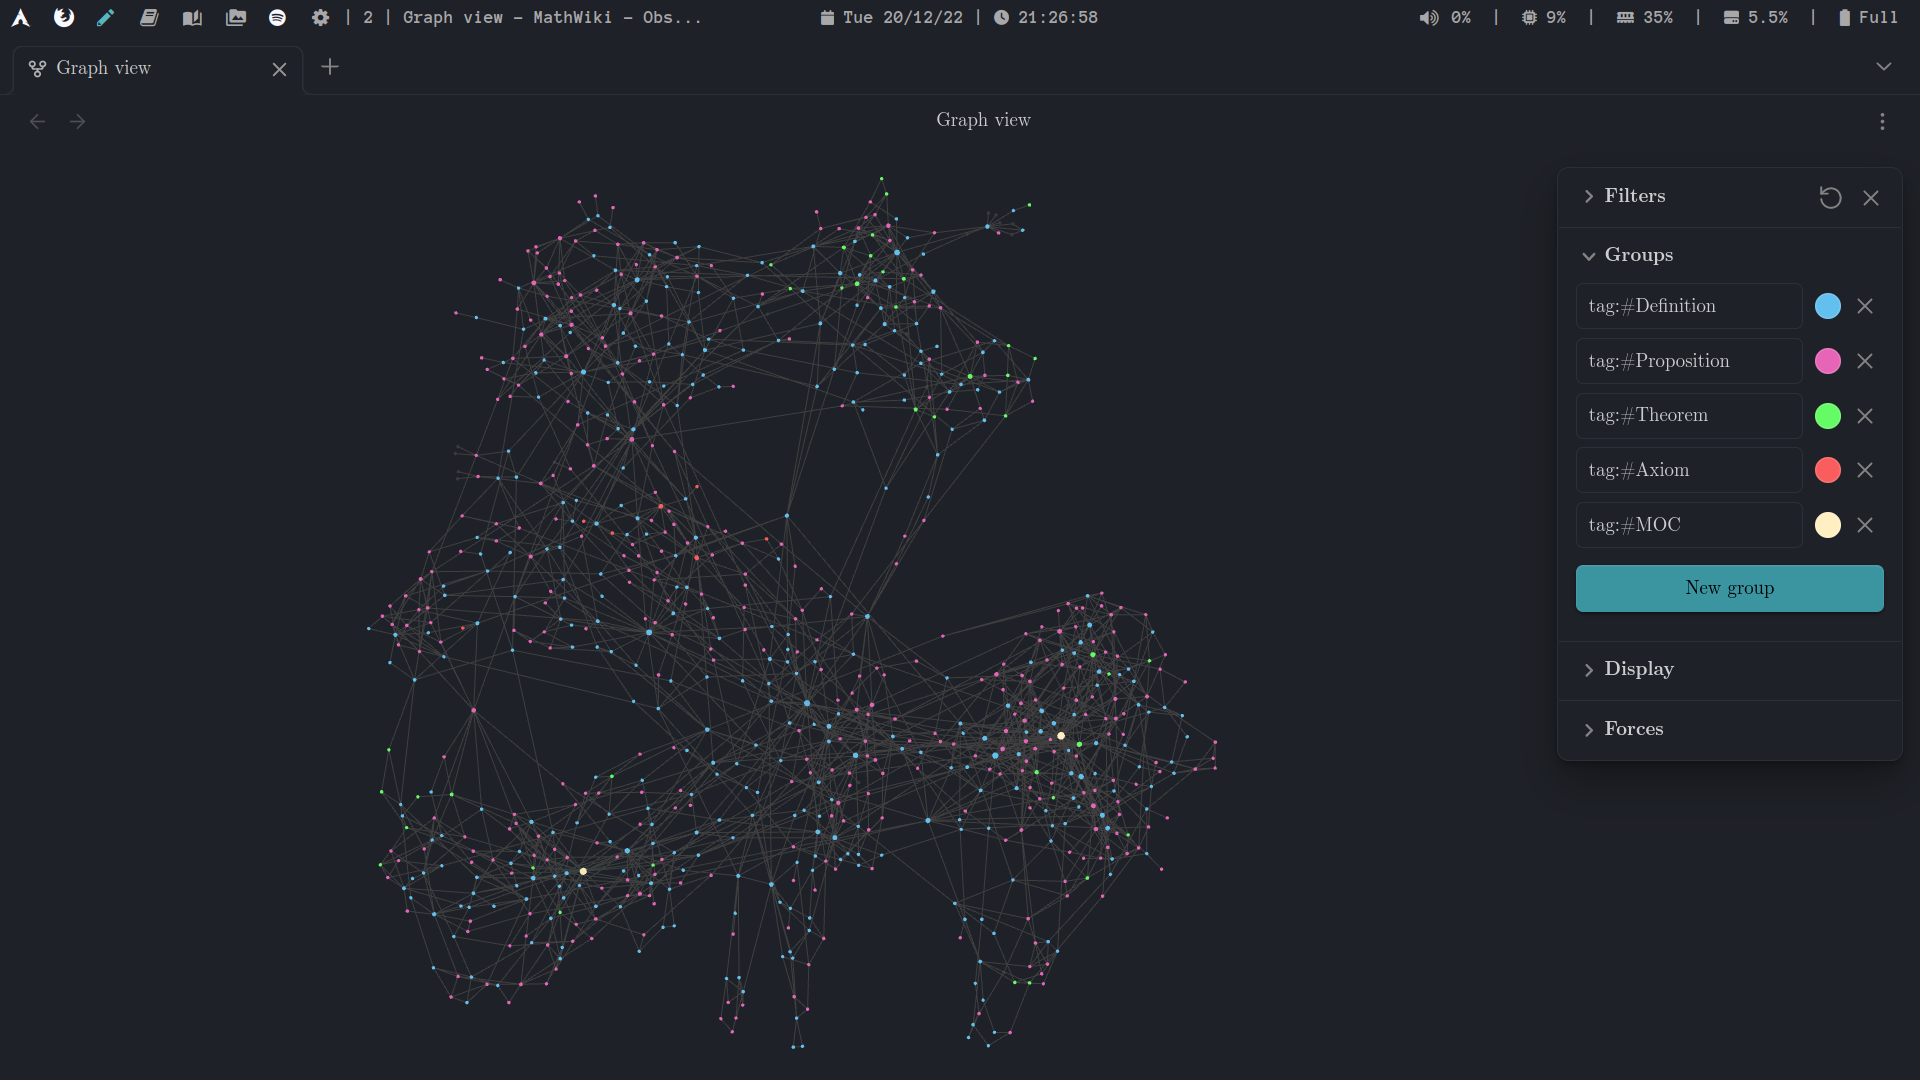 | 2 | Graph view - MathWiki - Obs... Tue 20/12/22 | 21:26:58 0% | 9% | 35% | 5.5% | Full
Graph view
Graph view
Filters
Groups
tag:#Definition
tag:#Proposition
tag:#Theorem
tag:#Axiom
tag:#MOC
New group
Display
Forces